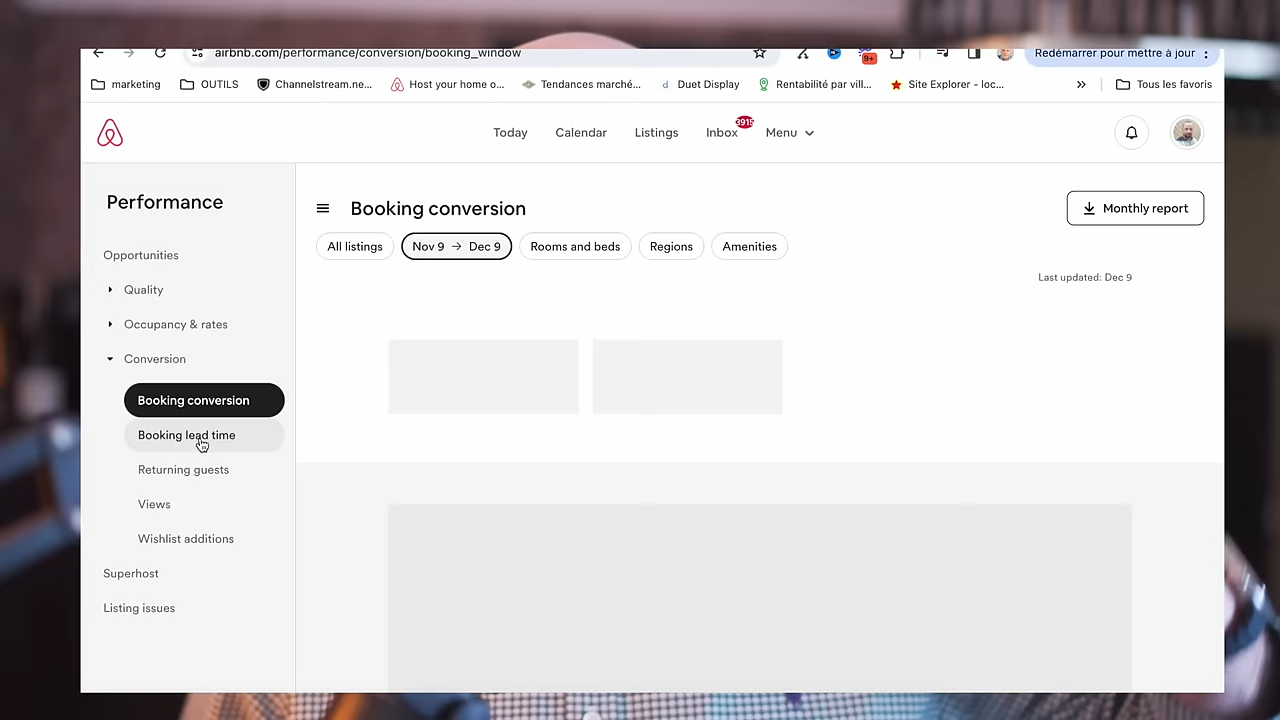 airbnb.com/performance/conversion/booking_window
9+
Redémarrer pour mettre à jour
marketing
OUTILS
Channelstream.ne...
Host your home o...
Tendances marché...
d Duet Display
Rentabilité par vill...
Site Explorer - loc...
»
Tous les favoris
Today
Calendar
Listings
Inbox
3915
Menu
Performance
Opportunities
Quality
Occupancy & rates
Conversion
Booking conversion
Booking lead time
Returning guests
Views
Wishlist additions
Superhost
Listing issues
Booking conversion
Monthly report
All listings
Nov 9 → Dec 9
Rooms and beds
Regions
Amenities
Last updated: Dec 9